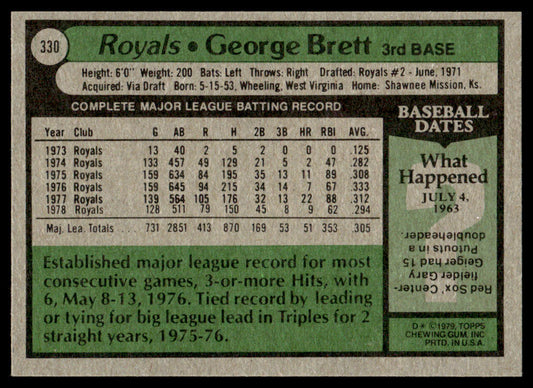 330
Royals • George Brett 3rd BASE
Height: 6'0" Weight: 200 Bats: Left Throws: Right Drafted: Royals #2 - June, 1971
Acquired: Via Draft Born: 5-15-53, Wheeling, West Virginia Home: Shawnee Mission, Ks.
COMPLETE MAJOR LEAGUE BATTING RECORD
Year Club G AB R H 2B 3B HR RBI AVG.
1973 Royals 13 40 2 5 2 0 0 0 .125
1974 Royals 133 457 49 129 21 5 2 47 .282
1975 Royals 159 634 84 195 35 13 11 89 .308
1976 Royals 159 645 94 215 34 14 7 67 .333
1977 Royals 139 564 105 176 32 13 22 88 .312
1978 Royals 128 511 79 150 45 8 9 62 .294
Maj. Lea. Totals 731 2851 413 870 169 53 51 353 .305
Established major league record for most
consecutive games, 3-or-more Hits, with
6, May 8-13, 1976. Tied record by leading
or tying for big league lead in Triples for 2
straight years, 1975-76.
BASEBALL
DATES
What
Happened
JULY 4,
1963
Red Sox' Center-
fielder Gary
Geiger had 15
Putouts in a
doubleheader.
D* © 1979, TOPPS
CHEWING GUM, INC.
PRTD. IN U.S.A.